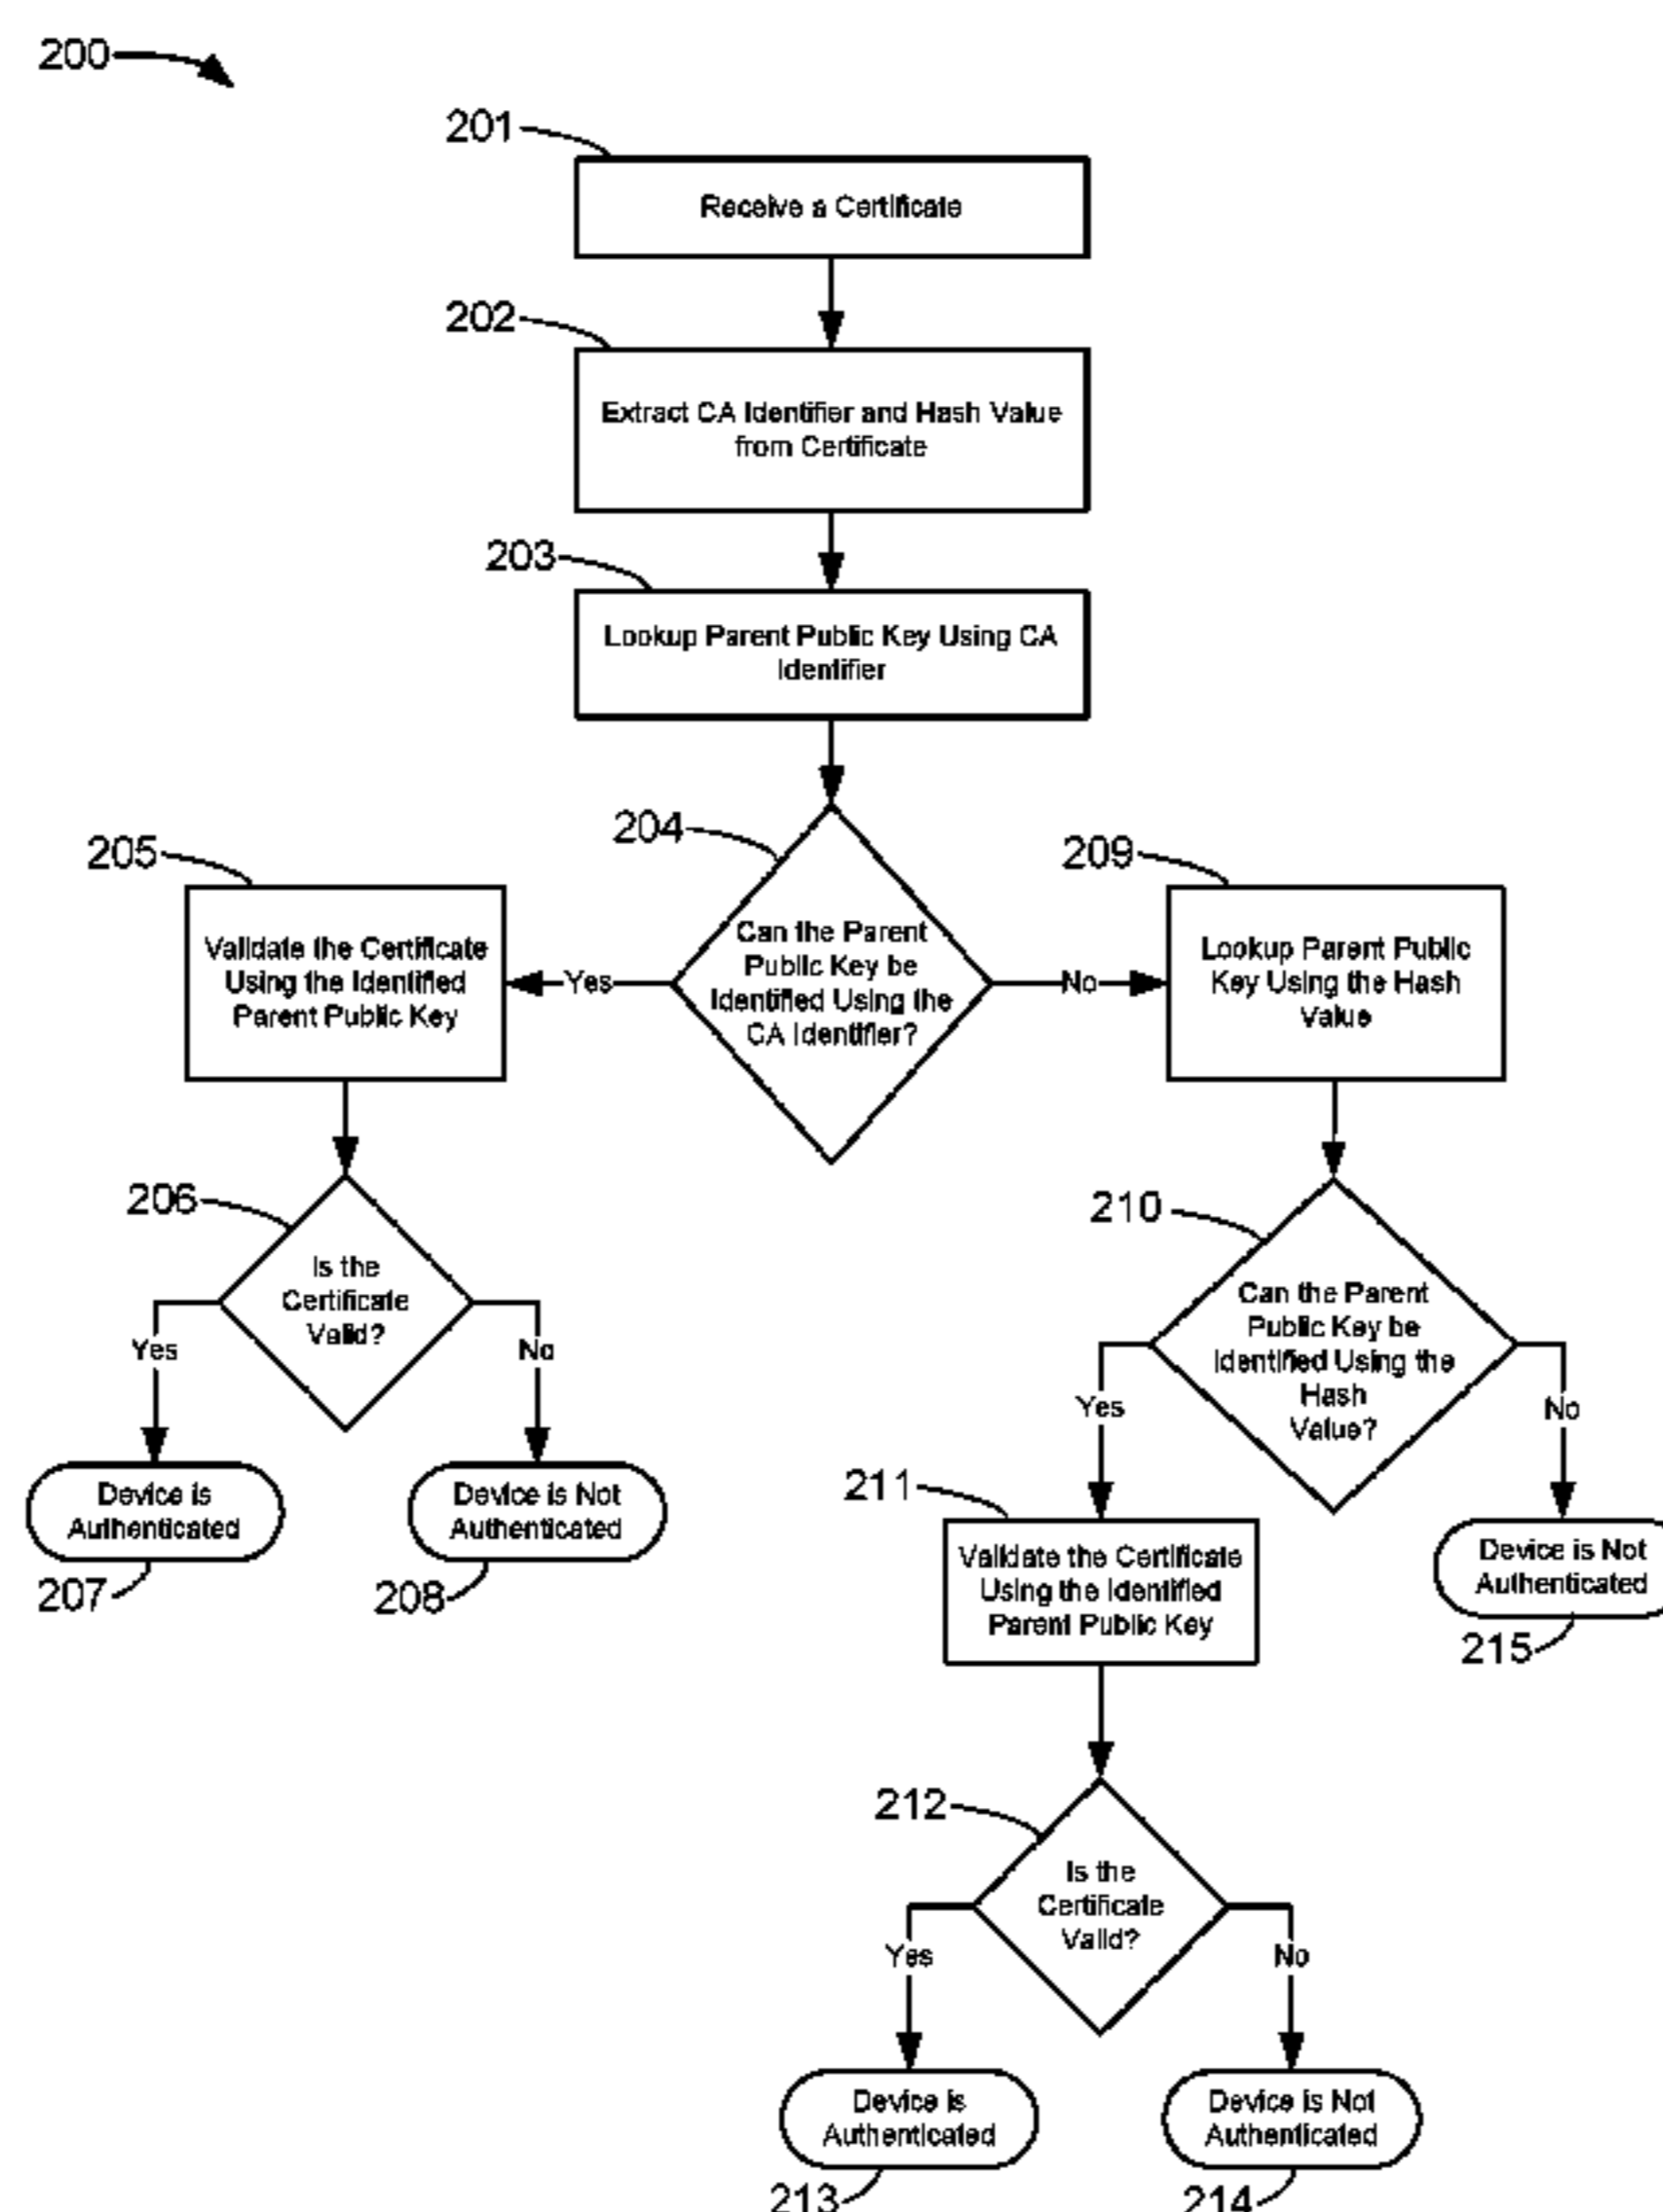 200
201
Receive a Certificate
202
Extract CA Identifier and Hash Value
from Certificate
203
Lookup Parent Public Key Using CA
Identifier
204
Can the Parent
Public Key be
Identified Using the
CA Identifier?
Yes
No
205
Validate the Certificate
Using the Identified
Parent Public Key
206
Is the
Certificate
Valid?
Yes
No
Device is
Authenticated
207
Device is Not
Authenticated
208
209
Lookup Parent Public
Key Using the Hash
Value
210
Can the Parent
Public Key be
Identified Using the
Hash
Value?
Yes
No
211
Validate the Certificate
Using the Identified
Parent Public Key
Device is Not
Authenticated
215
212
Is the
Certificate
Valid?
Yes
No
Device is
Authenticated
213
Device is Not
Authenticated
214